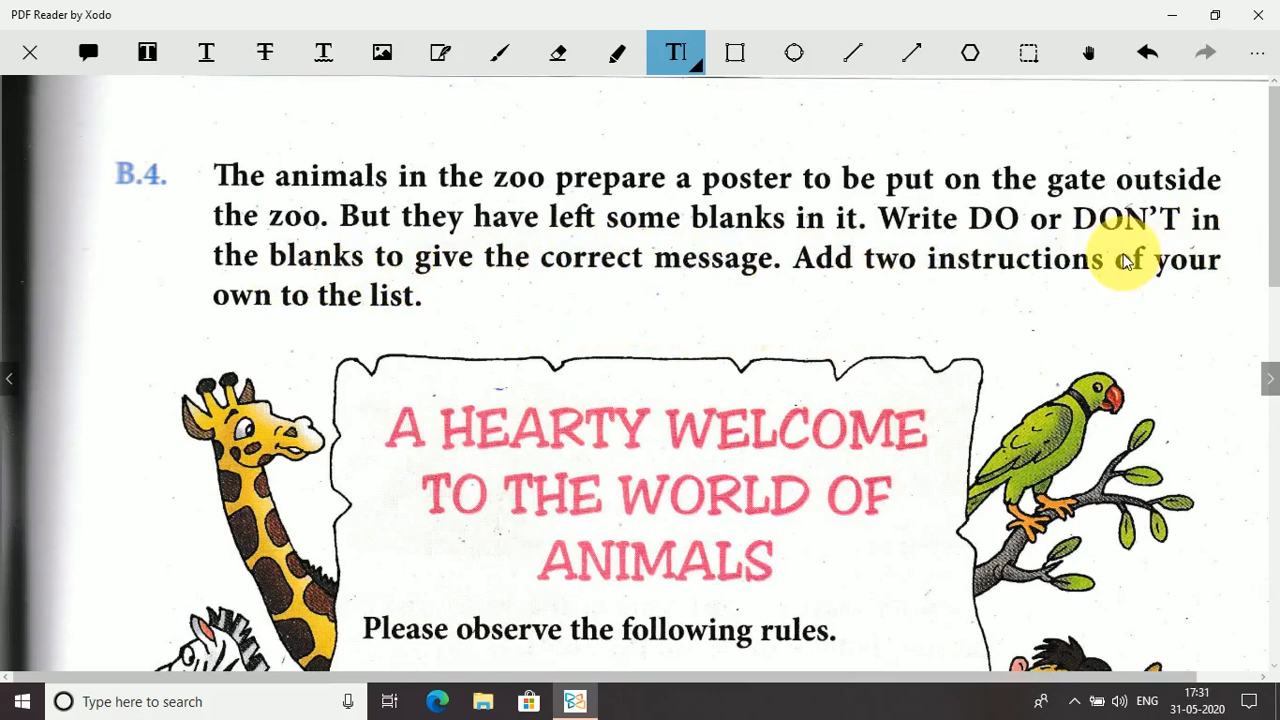 PDF Reader by Xodo
B.4. The animals in the zoo prepare a poster to be put on the gate outside
the zoo. But they have left some blanks in it. Write DO or DON'T in
the blanks to give the correct message. Add two instructions of your
own to the list.
A HEARTY WELCOME
TO THE WORLD OF
ANIMALS
Please observe the following rules.
Type here to search
ENG
17:31
31-05-2020